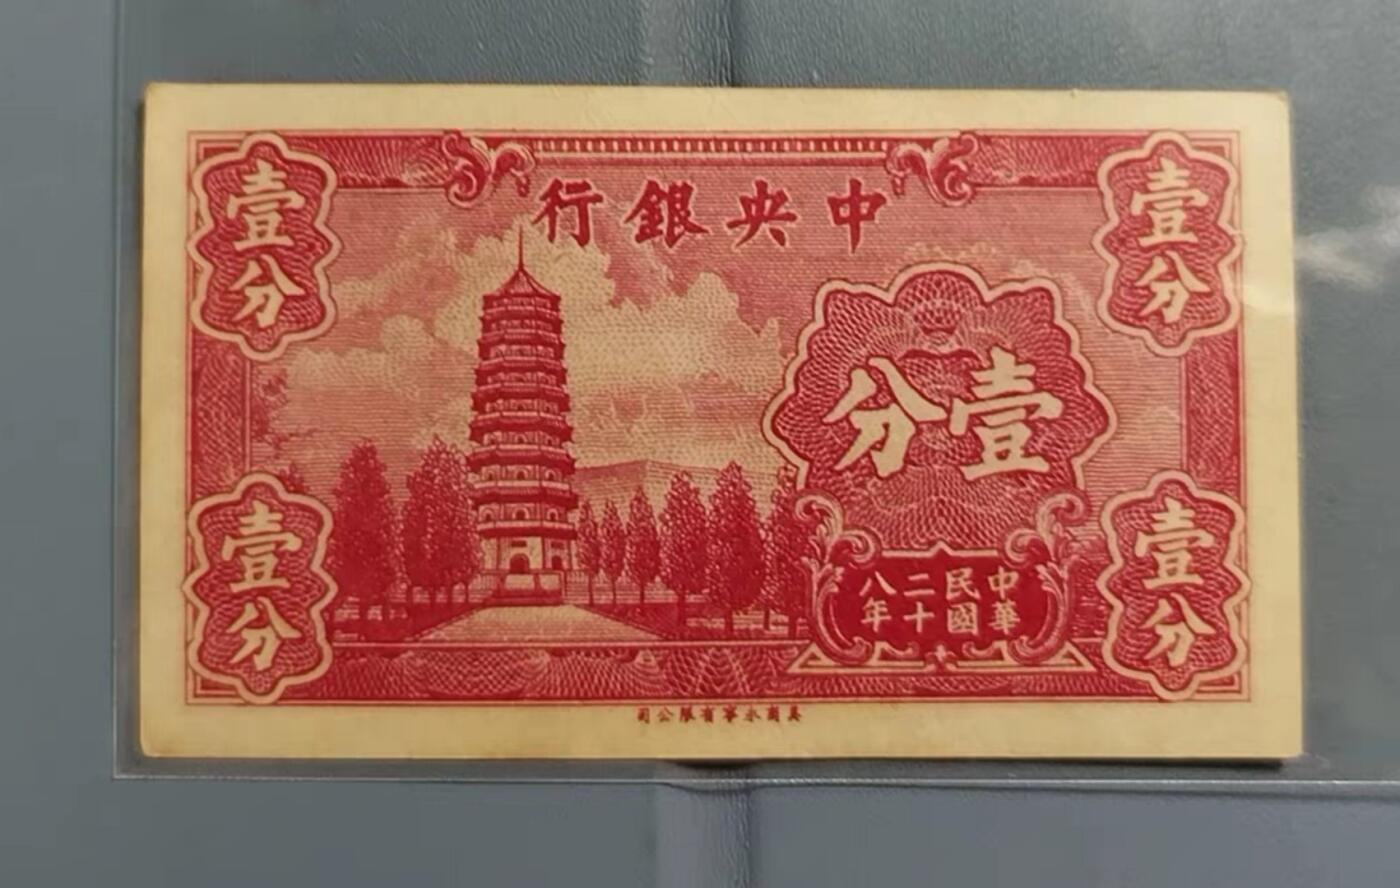 中央銀行
壹分
壹分
壹分
中華民國二十八年
壹分
壹分
美商永寧有限公司